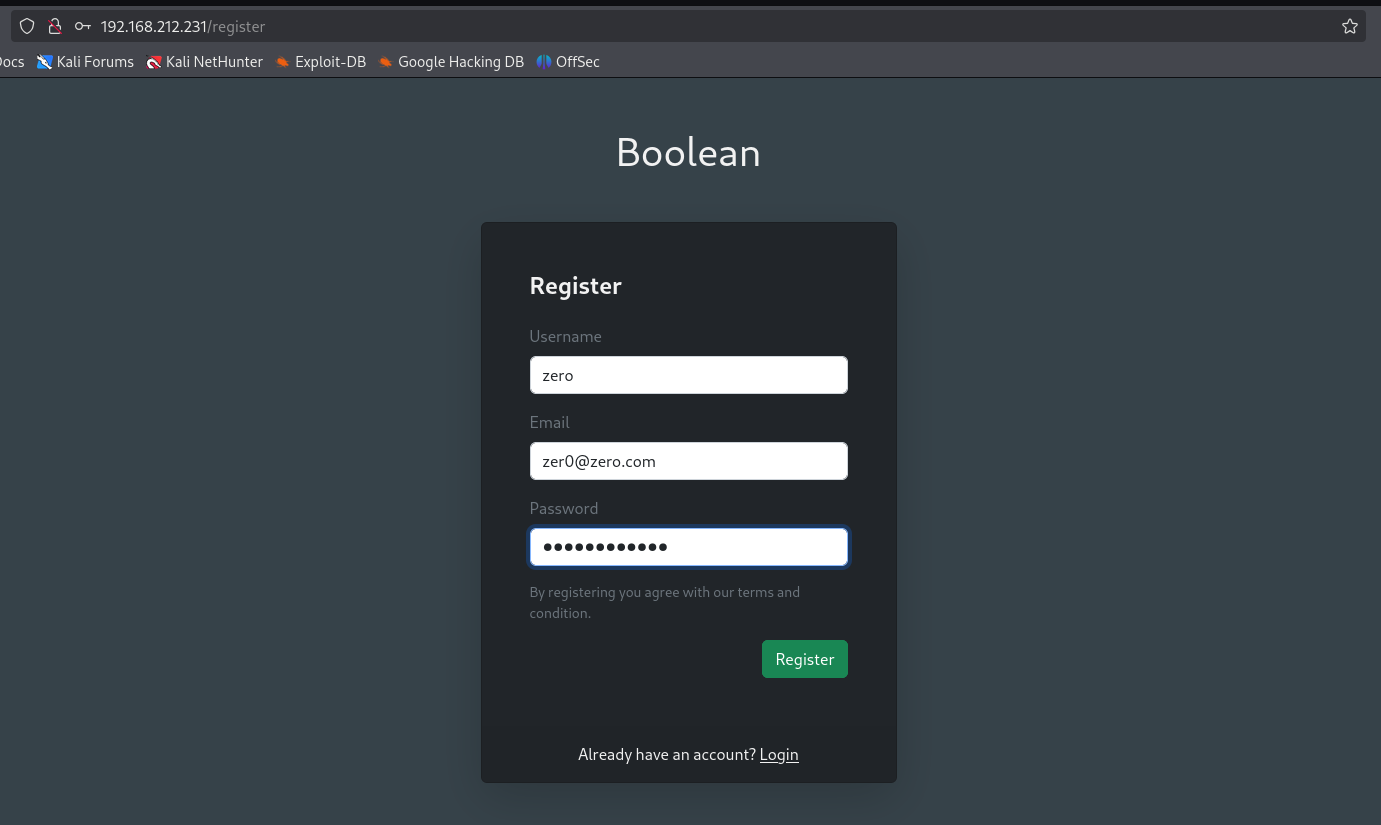 192.168.212.231/register
Docs Kali Forums Kali NetHunter Exploit-DB Google Hacking DB OffSec
Boolean
Register
Username
zero
Email
zer0@zero.com
Password
●●●●●●●●●●●●
By registering you agree with our terms and
condition.
Register
Already have an account? Login